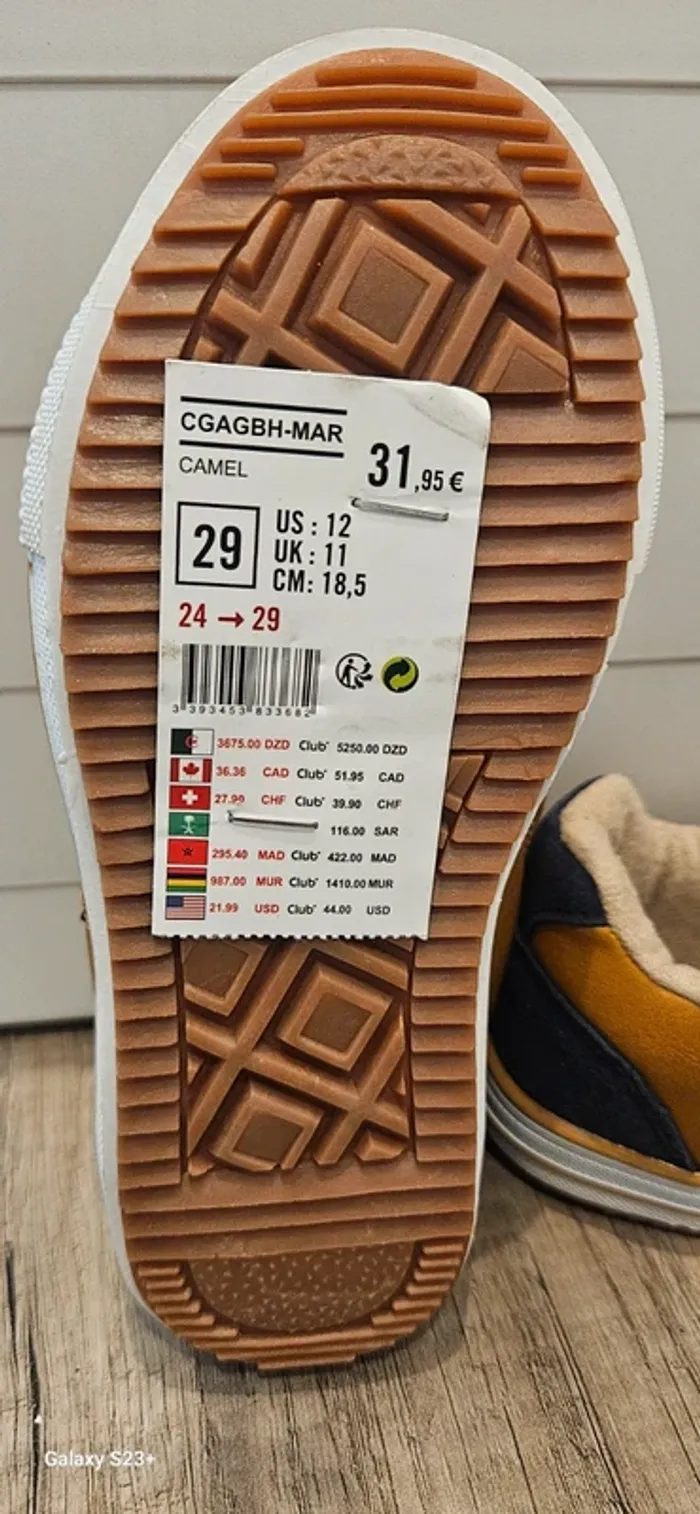 CGAGBH-MAR
CAMEL
31,95€
29
US : 12
UK : 11
CM: 18,5
24 → 29
3 393453 833682
3675.00 DZD Club' 5250.00 DZD
36.36 CAD Club' 51.95 CAD
27.90 CHF Club' 39.90 CHF
116.00 SAR
295.40 MAD Club' 422.00 MAD
987.00 MUR Club' 1410.00 MUR
21.99 USD Club' 44.00 USD
Galaxy S23+